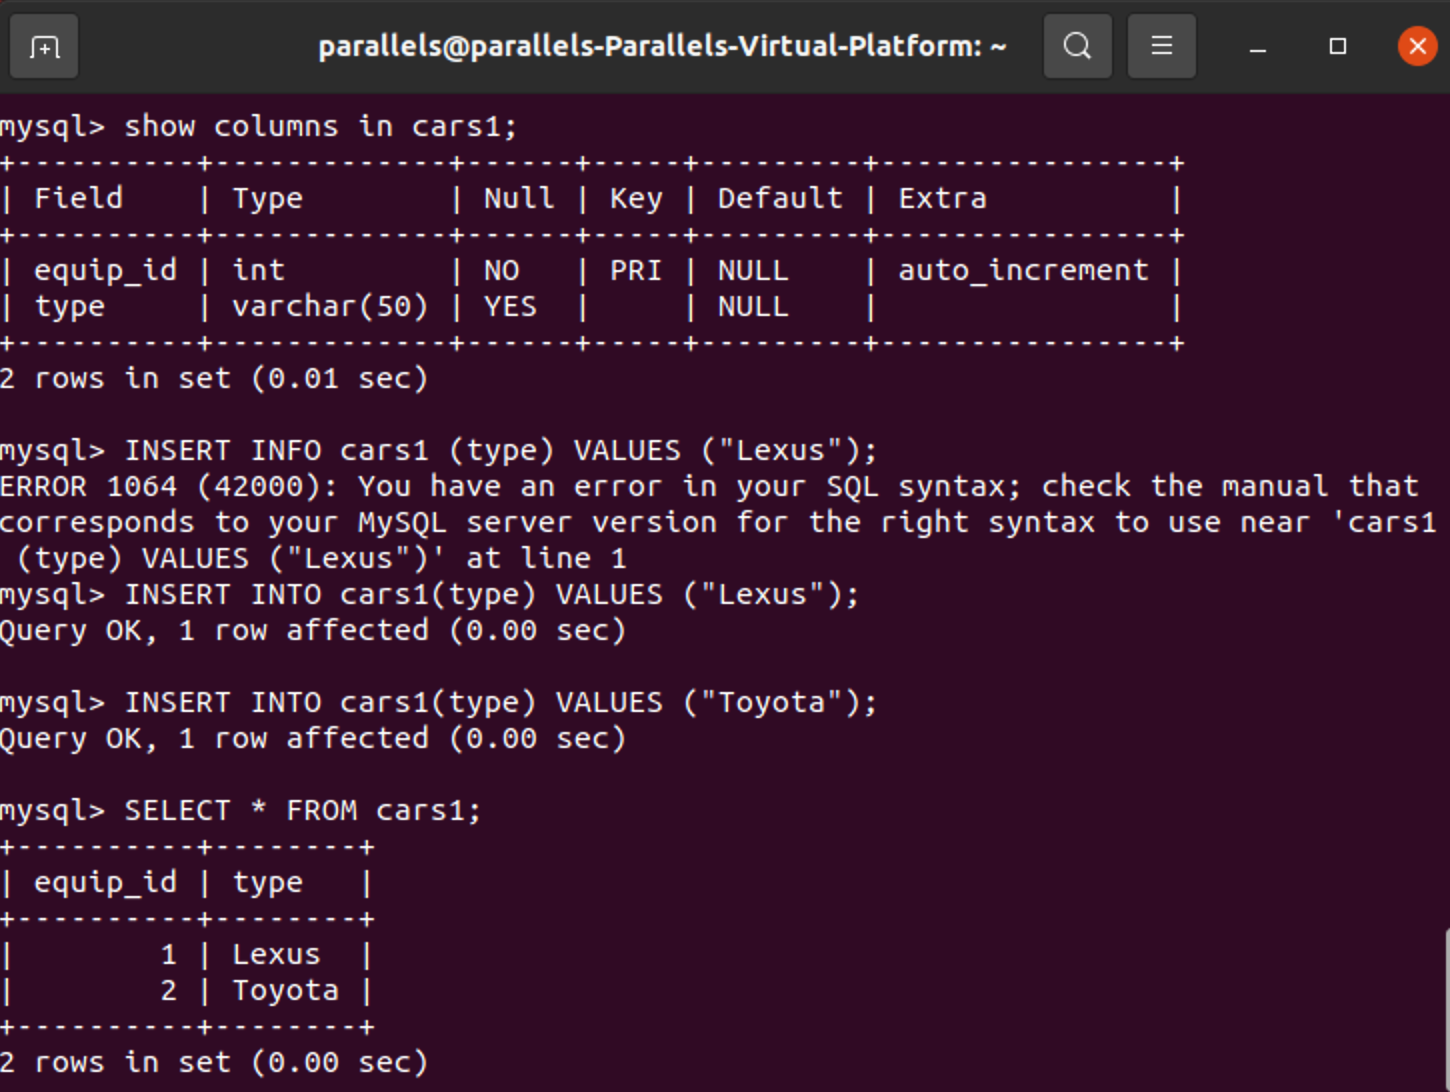 parallels@parallels-Parallels-Virtual-Platform: ~
mysql> show columns in cars1;
+----------+-------------+------+-----+---------+----------------+
| Field    | Type        | Null | Key | Default | Extra          |
+----------+-------------+------+-----+---------+----------------+
| equip_id | int         | NO   | PRI | NULL    | auto_increment |
| type     | varchar(50) | YES  |     | NULL    |                |
+----------+-------------+------+-----+---------+----------------+
2 rows in set (0.01 sec)
mysql> INSERT INFO cars1 (type) VALUES ("Lexus");
ERROR 1064 (42000): You have an error in your SQL syntax; check the manual that
corresponds to your MySQL server version for the right syntax to use near 'cars1
 (type) VALUES ("Lexus")' at line 1
mysql> INSERT INTO cars1(type) VALUES ("Lexus");
Query OK, 1 row affected (0.00 sec)
mysql> INSERT INTO cars1(type) VALUES ("Toyota");
Query OK, 1 row affected (0.00 sec)
mysql> SELECT * FROM cars1;
+----------+--------+
| equip_id | type   |
+----------+--------+
|        1 | Lexus  |
|        2 | Toyota |
+----------+--------+
2 rows in set (0.00 sec)